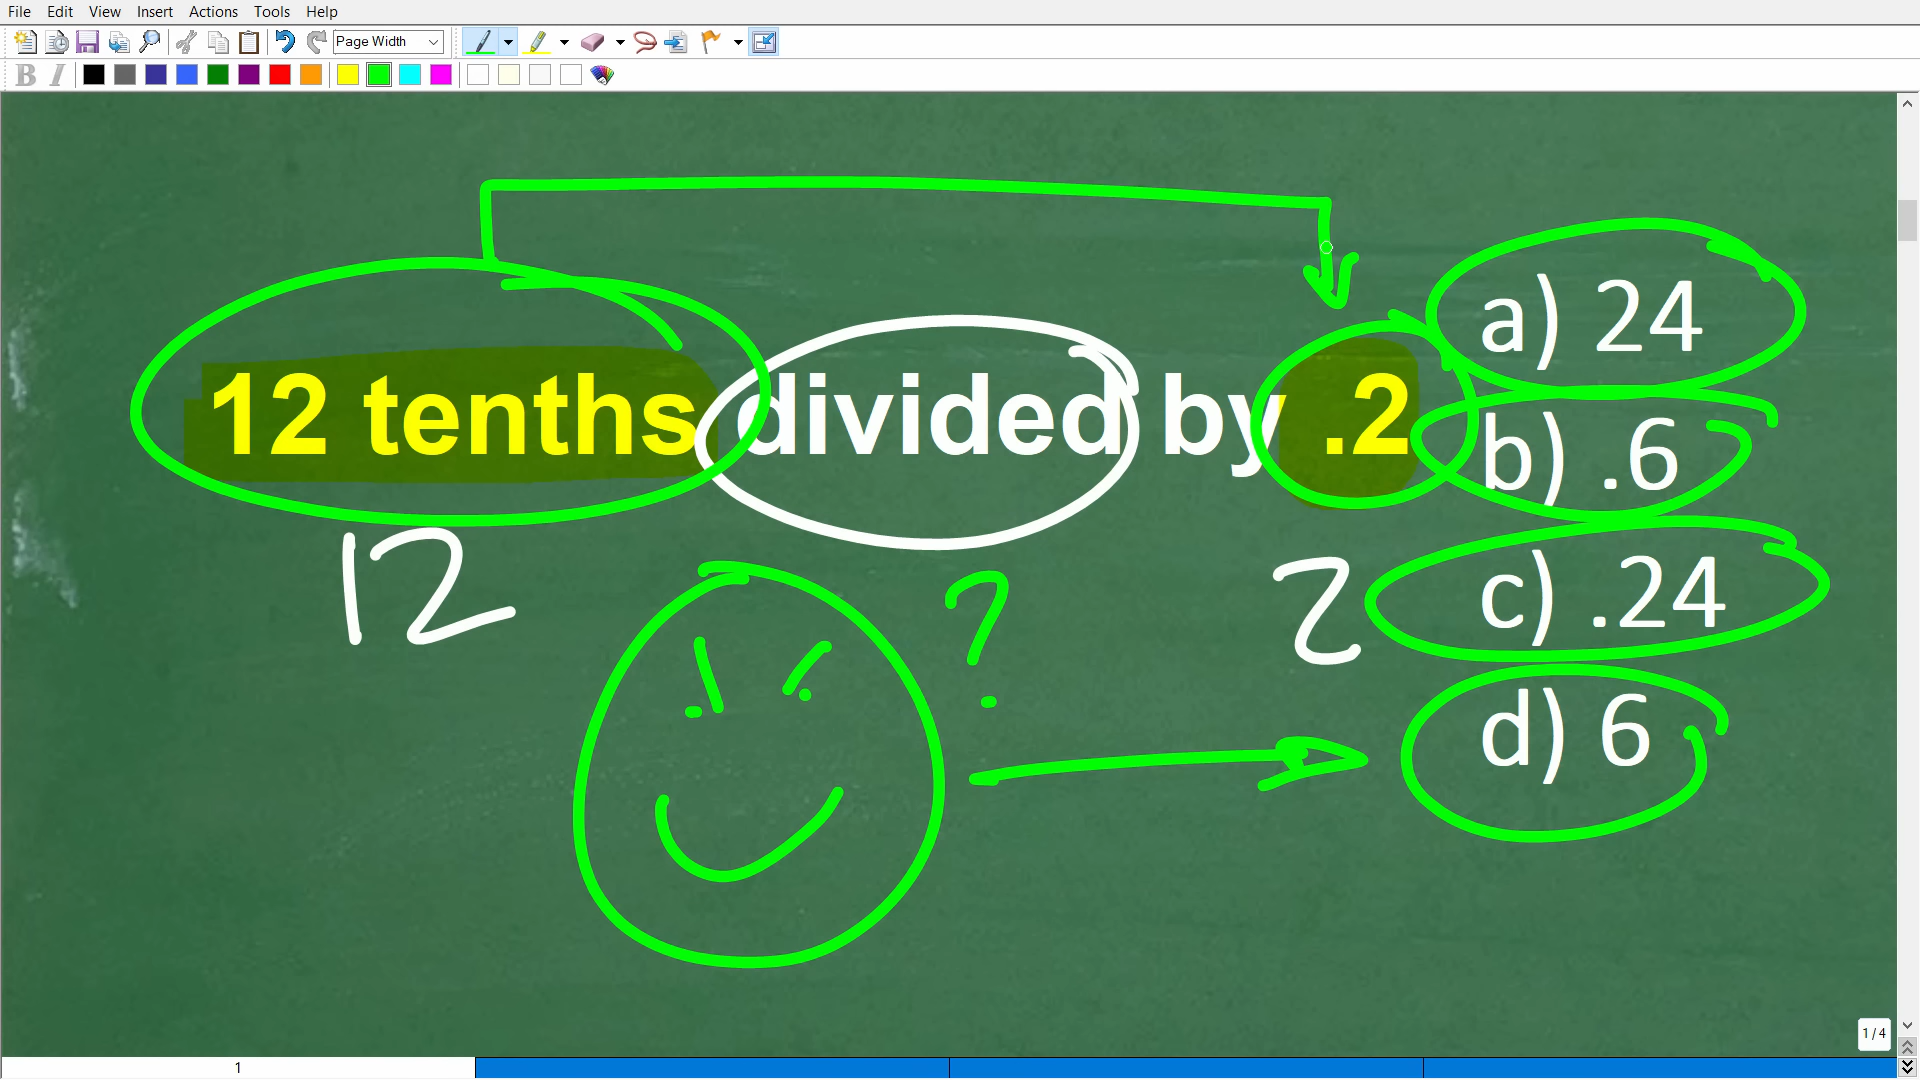 File Edit View Insert Actions Tools Help
Page Width
B I
12 tenths divided by .2
a) 24
b) .6
c) .24
d) 6
12
?
2
1 / 4
1